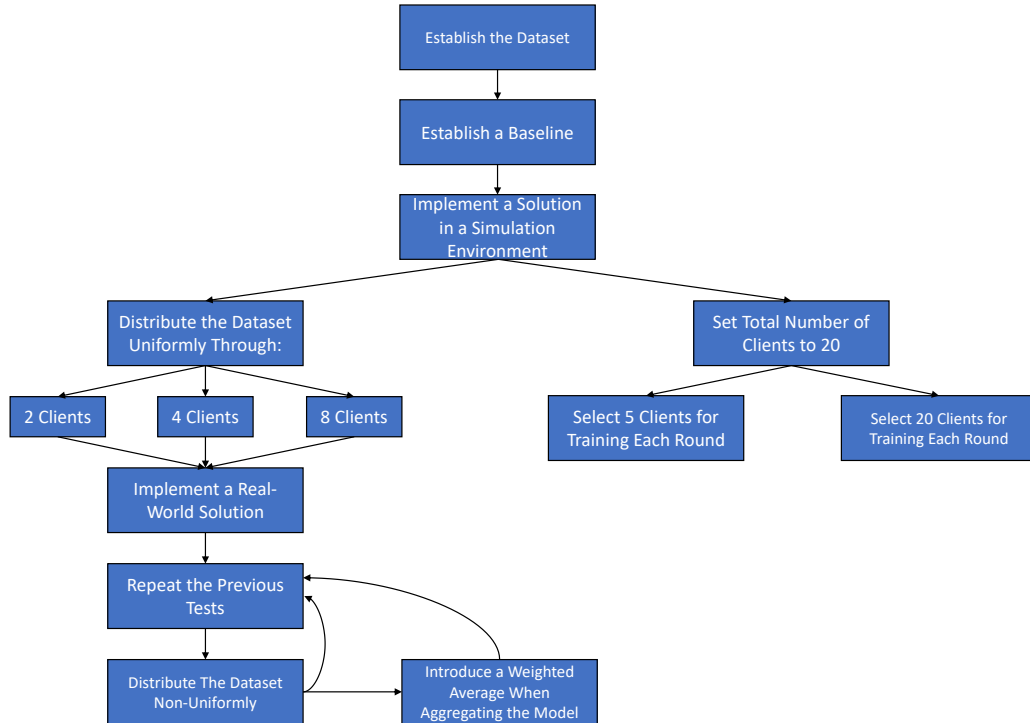 Establish the Dataset
Establish a Baseline
Implement a Solution
in a Simulation
Environment
Distribute the Dataset
Uniformly Through:
Set Total Number of
Clients to 20
2 Clients
4 Clients
8 Clients
Select 5 Clients for
Training Each Round
Select 20 Clients for
Training Each Round
Implement a Real-
World Solution
Repeat the Previous
Tests
Distribute The Dataset
Non-Uniformly
Introduce a Weighted
Average When
Aggregating the Model